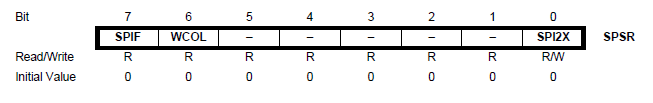 Bit 7 6 5 4 3 2 1 0
SPIF WCOL – – – – – SPI2X SPSR
Read/Write R R R R R R R R/W
Initial Value 0 0 0 0 0 0 0 0